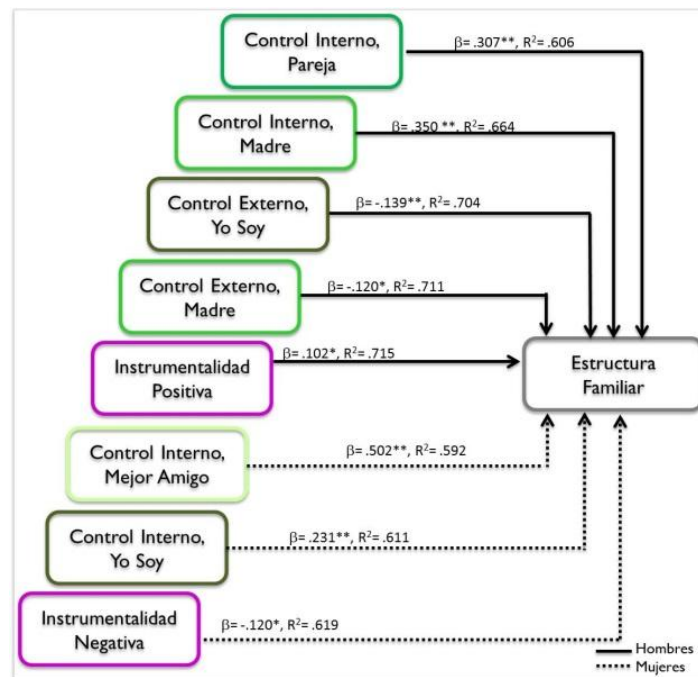 Control Interno,
Pareja
β= .307**, R²= .606
Control Interno,
Madre
β= .350 **, R²= .664
Control Externo,
Yo Soy
β= -.139**, R²= .704
Control Externo,
Madre
β= -.120*, R²= .711
Instrumentalidad
Positiva
β= .102*, R²= .715
Estructura
Familiar
Control Interno,
Mejor Amigo
β= .502**, R²= .592
Control Interno,
Yo Soy
β= .231**, R²= .611
Instrumentalidad
Negativa
β= -.120*, R²= .619
Hombres
Mujeres